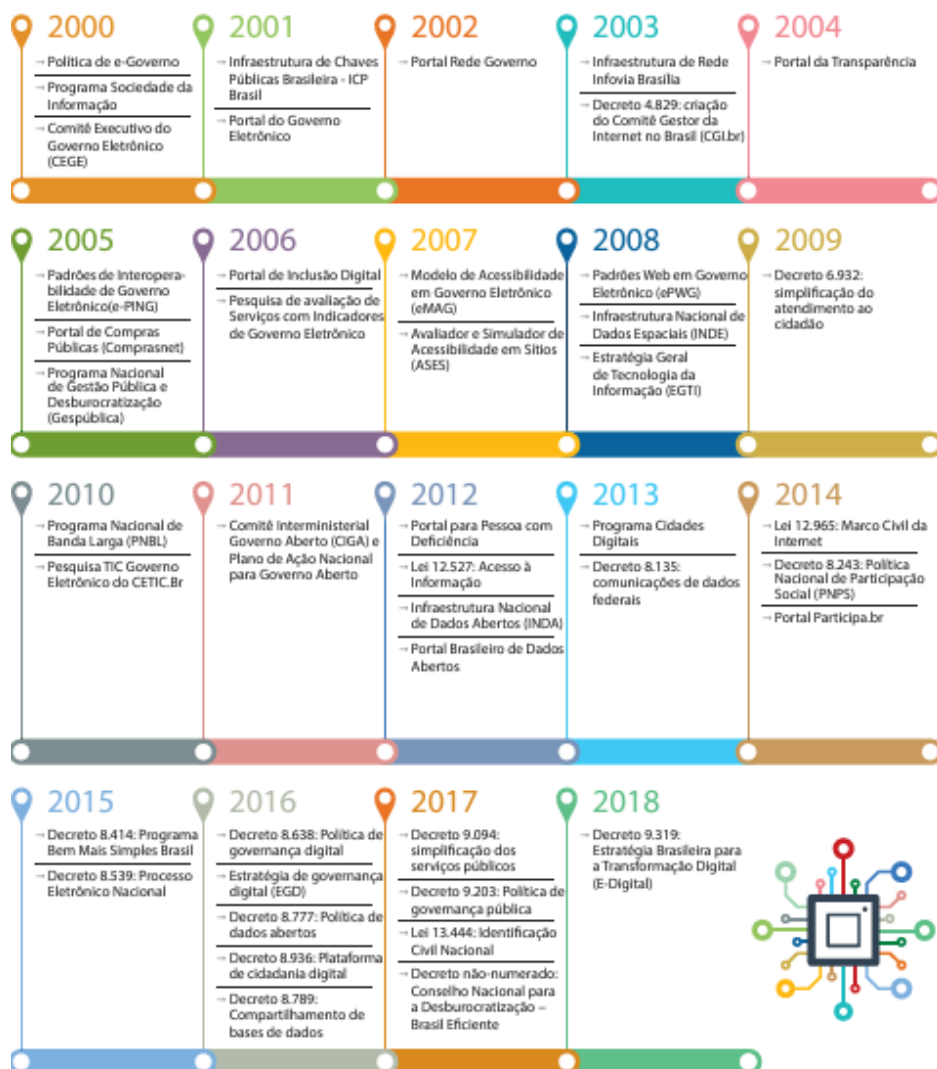 2000
→ Política de e-Governo
→ Programa Sociedade da
Informação
→ Comitê Executivo do
Governo Eletrônico
(CEGE)
2001
→ Infraestrutura de Chaves
Públicas Brasileira - ICP
Brasil
→ Portal do Governo
Eletrônico
2002
→ Portal Rede Governo
2003
→ Infraestrutura de Rede
Infovia Brasília
→ Decreto 4.829: criação
do Comitê Gestor da
Internet no Brasil (CGI.br)
2004
→ Portal da Transparência
2005
→ Padrões de Interopera-
bilidade de Governo
Eletrônico(e-PING)
→ Portal de Compras
Públicas (Comprasnet)
→ Programa Nacional
de Gestão Pública e
Desburocratização
(Gespública)
2006
→ Portal de Inclusão Digital
→ Pesquisa de avaliação de
Serviços com Indicadores
de Governo Eletrônico
2007
→ Modelo de Acessibilidade
em Governo Eletrônico
(eMAG)
→ Avaliador e Simulador de
Acessibilidade em Sítios
(ASES)
2008
→ Padrões Web em Governo
Eletrônico (ePWG)
→ Infraestrutura Nacional de
Dados Espaciais (INDE)
→ Estratégia Geral
de Tecnologia da
Informação (EGTI)
2009
→ Decreto 6.932:
simplificação do
atendimento ao
cidadão
2010
→ Programa Nacional de
Banda Larga (PNBL)
→ Pesquisa TIC Governo
Eletrônico do CETIC.Br
2011
→ Comitê Interministerial
Governo Aberto (CIGA) e
Plano de Ação Nacional
para Governo Aberto
2012
→ Portal para Pessoa com
Deficiência
→ Lei 12.527: Acesso à
Informação
→ Infraestrutura Nacional
de Dados Abertos (INDA)
→ Portal Brasileiro de Dados
Abertos
2013
→ Programa Cidades
Digitais
→ Decreto 8.135:
comunicações de dados
federais
2014
→ Lei 12.965: Marco Civil da
Internet
→ Decreto 8.243: Política
Nacional de Participação
Social (PNPS)
→ Portal Participa.br
2015
→ Decreto 8.414: Programa
Bem Mais Simples Brasil
→ Decreto 8.539: Processo
Eletrônico Nacional
2016
→ Decreto 8.638: Política de
governança digital
→ Estratégia de governança
digital (EGD)
→ Decreto 8.777: Política de
dados abertos
→ Decreto 8.936: Plataforma
de cidadania digital
→ Decreto 8.789:
Compartilhamento de
bases de dados
2017
→ Decreto 9.094:
simplificação dos
serviços públicos
→ Decreto 9.203: Política de
governança pública
→ Lei 13.444: Identificação
Civil Nacional
→ Decreto não-numerado:
Conselho Nacional para
a Desburocratização –
Brasil Eficiente
2018
→ Decreto 9.319:
Estratégia Brasileira para
a Transformação Digital
(E-Digital)